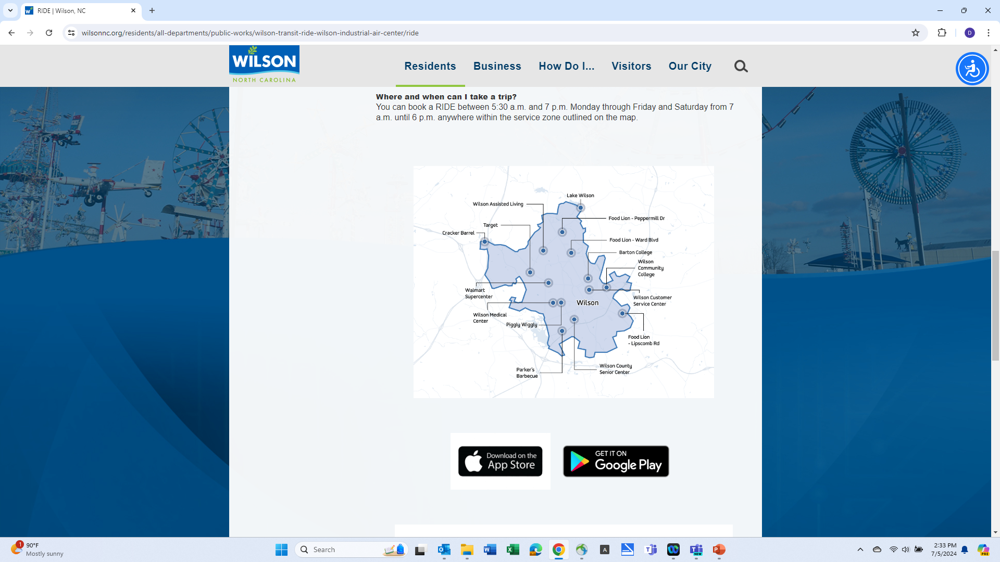 RIDE | Wilson, NC
wilsonnc.org/residents/all-departments/public-works/wilson-transit-ride-wilson-industrial-air-center/ride
D
WILSON
NORTH CAROLINA
Residents
Business
How Do I...
Visitors
Our City
Where and when can I take a trip?
You can book a RIDE between 5:30 a.m. and 7 p.m. Monday through Friday and Saturday from 7
a.m. until 6 p.m. anywhere within the service zone outlined on the map.
Lake Wilson
Wilson Assisted Living
Food Lion - Peppermill Dr
Target
Cracker Barrel
Food Lion - Ward Blvd
Barton College
Wilson
Community
College
Walmart
Supercenter
Wilson Customer
Service Center
Wilson
Wilson Medical
Center
Piggly Wiggly
Food Lion
- Lipscomb Rd
Wilson County
Senior Center
Parker's
Barbecue
Download on the
App Store
GET IT ON
Google Play
1
90°F
Mostly sunny
Search
A
NEW
2:33 PM
7/5/2024
PRE